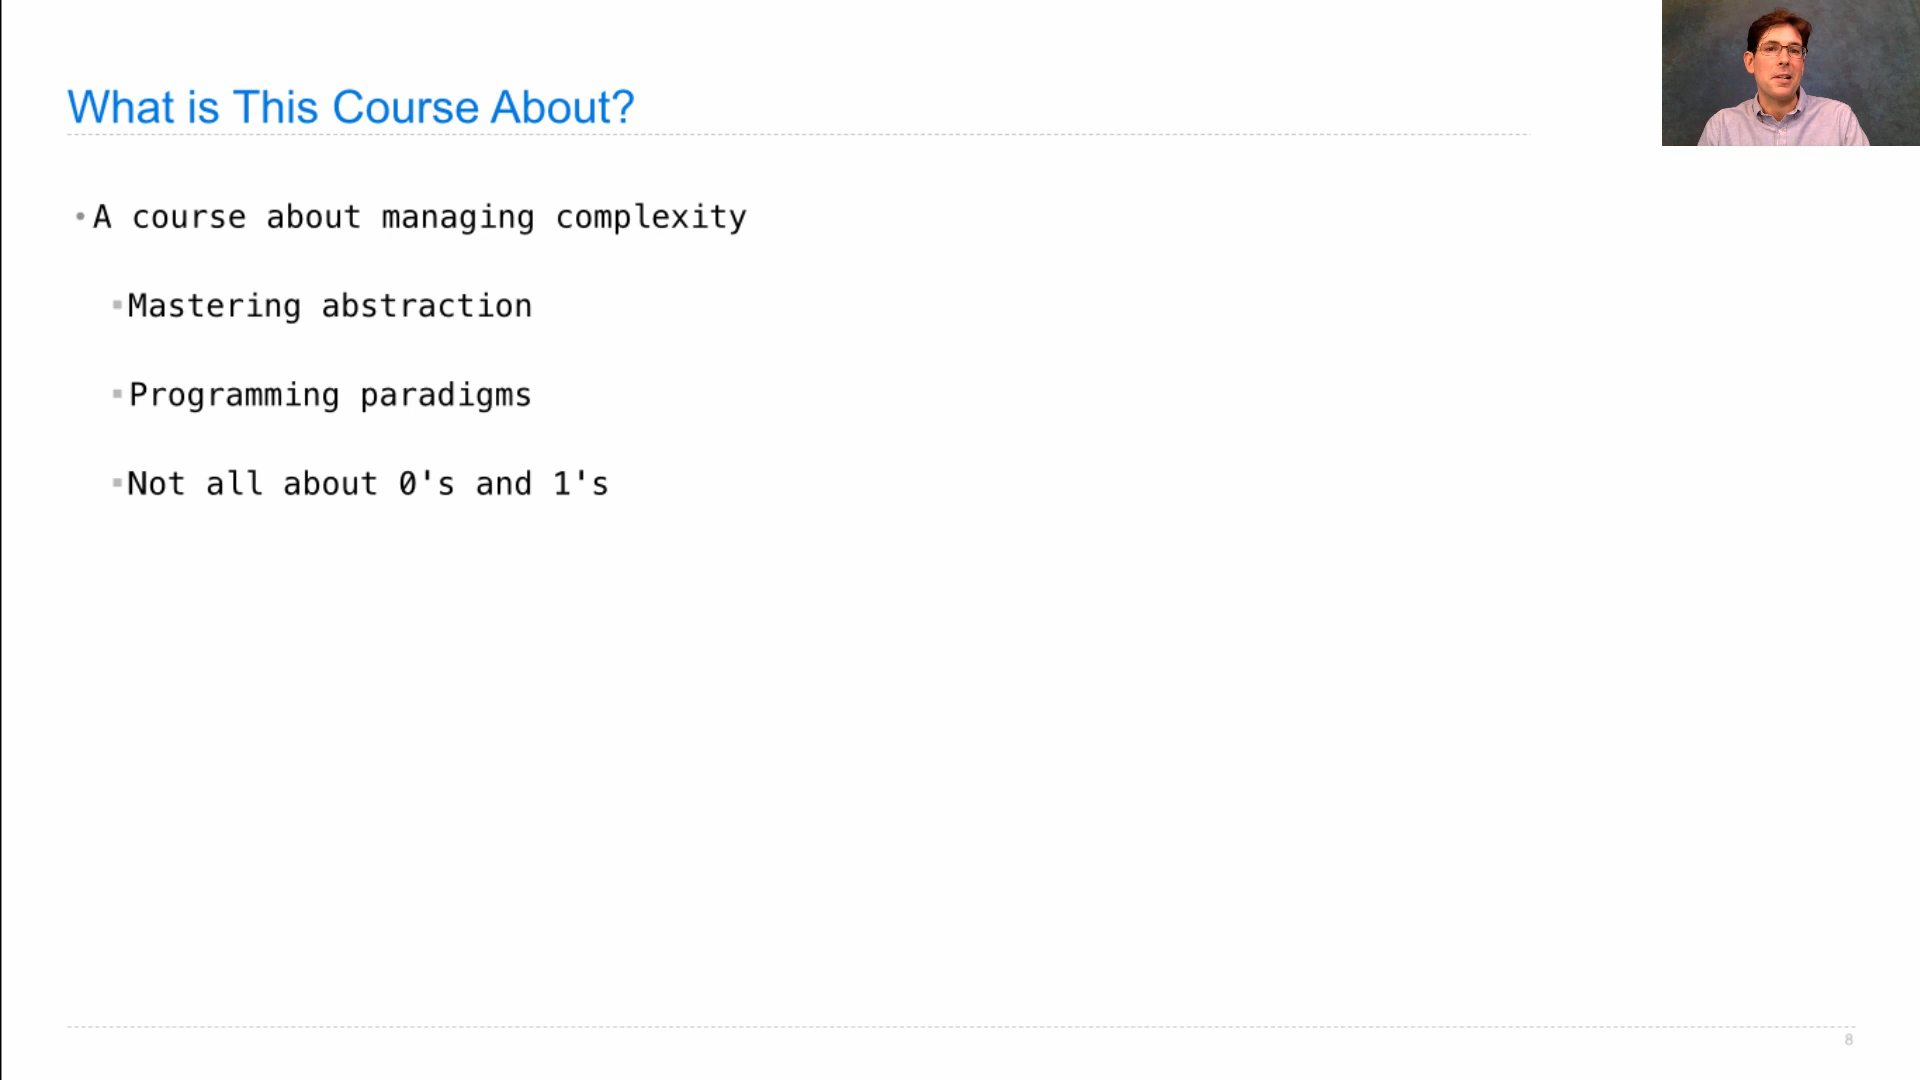 What is This Course About?
•A course about managing complexity
▪Mastering abstraction
▪Programming paradigms
▪Not all about 0's and 1's
8